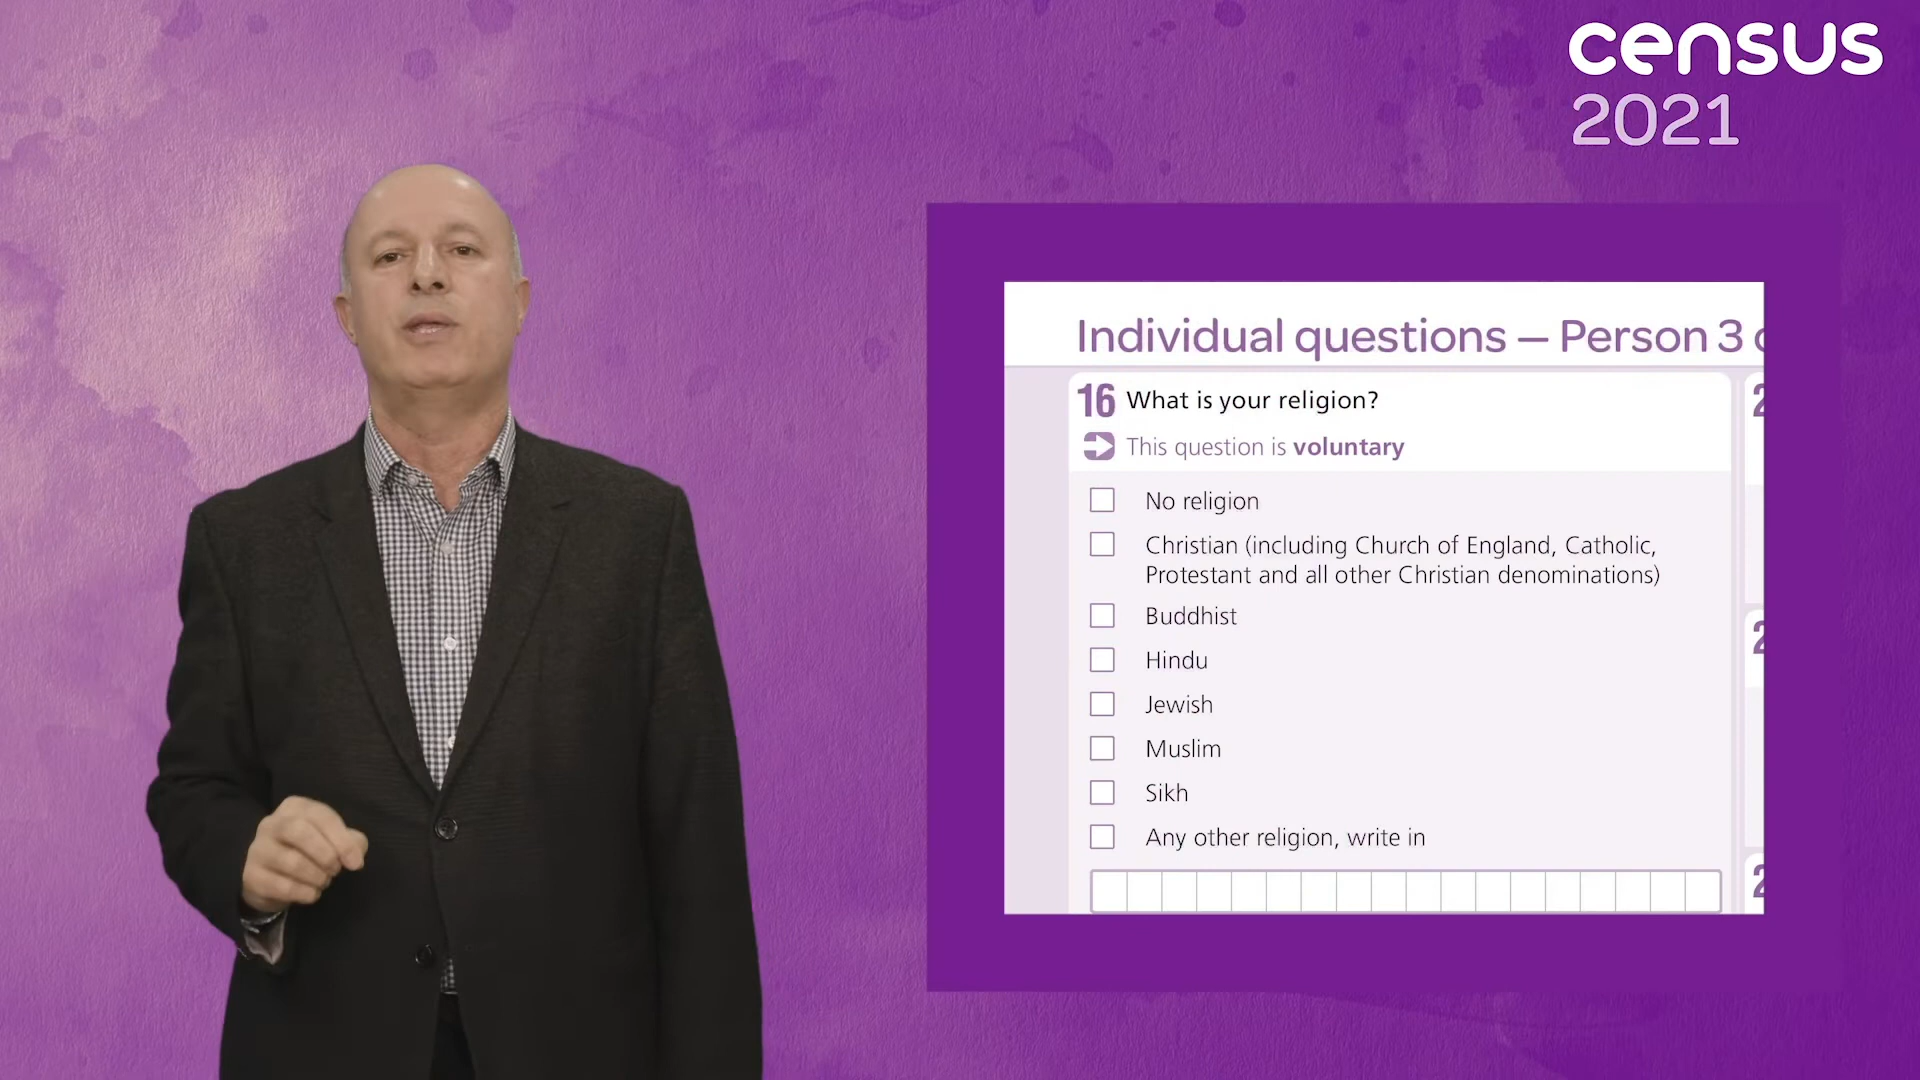 census
2021
Individual questions – Person 3
16 What is your religion?
This question is voluntary
No religion
Christian (including Church of England, Catholic,
Protestant and all other Christian denominations)
Buddhist
Hindu
Jewish
Muslim
Sikh
Any other religion, write in